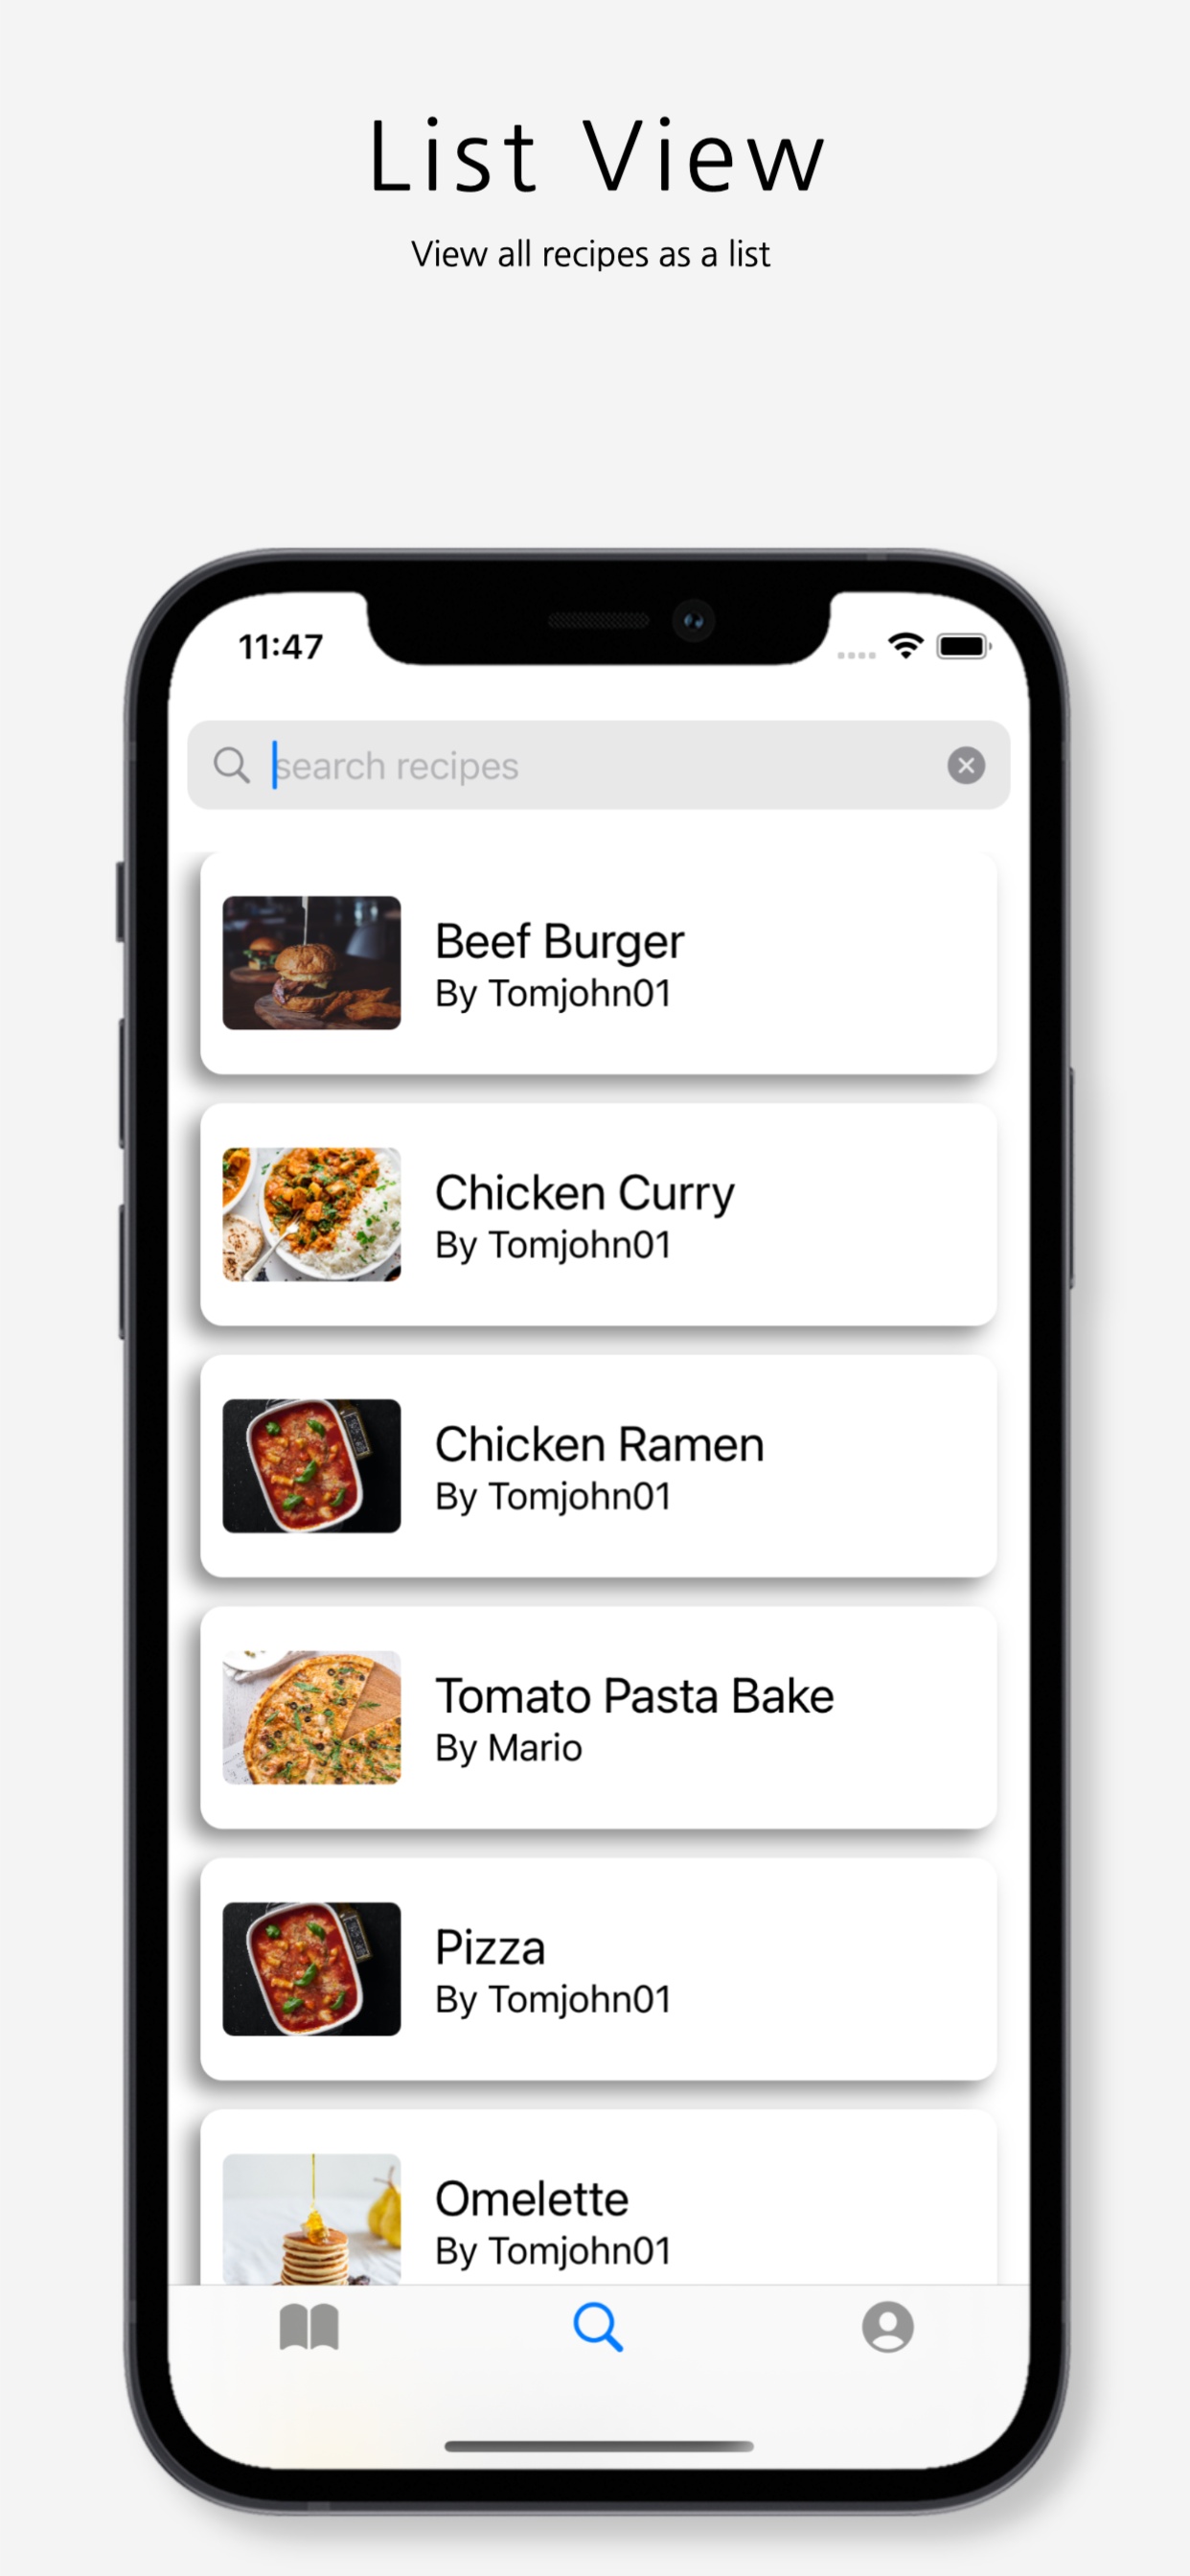 List View
View all recipes as a list
11:47
search recipes
Beef Burger
By Tomjohn01
Chicken Curry
By Tomjohn01
Chicken Ramen
By Tomjohn01
Tomato Pasta Bake
By Mario
Pizza
By Tomjohn01
Omelette
By Tomjohn01